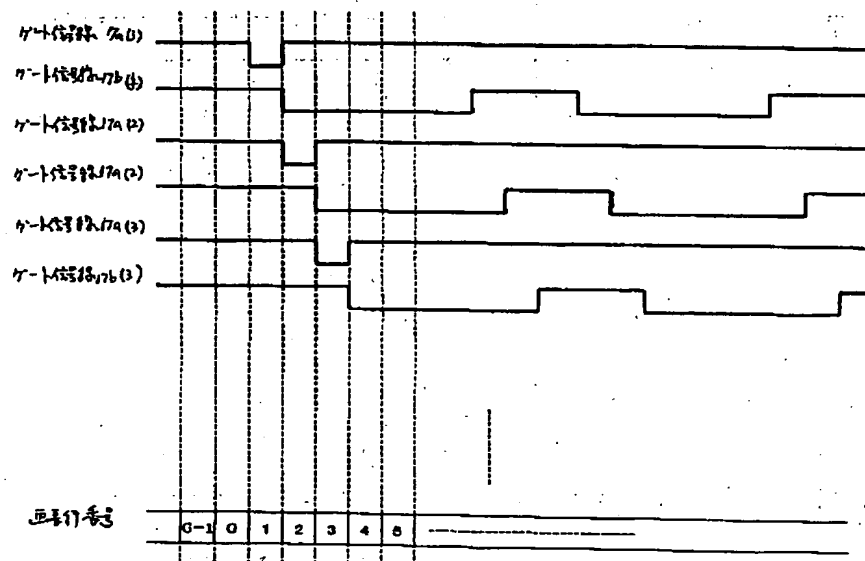 ゲート信号線17a(1)
ゲート信号線17b(1)
ゲート信号線17a(2)
ゲート信号線17a(2)
ゲート信号線17a(3)
ゲート信号線17b(3)
画素行番号 G-1 G 1 2 3 4 5